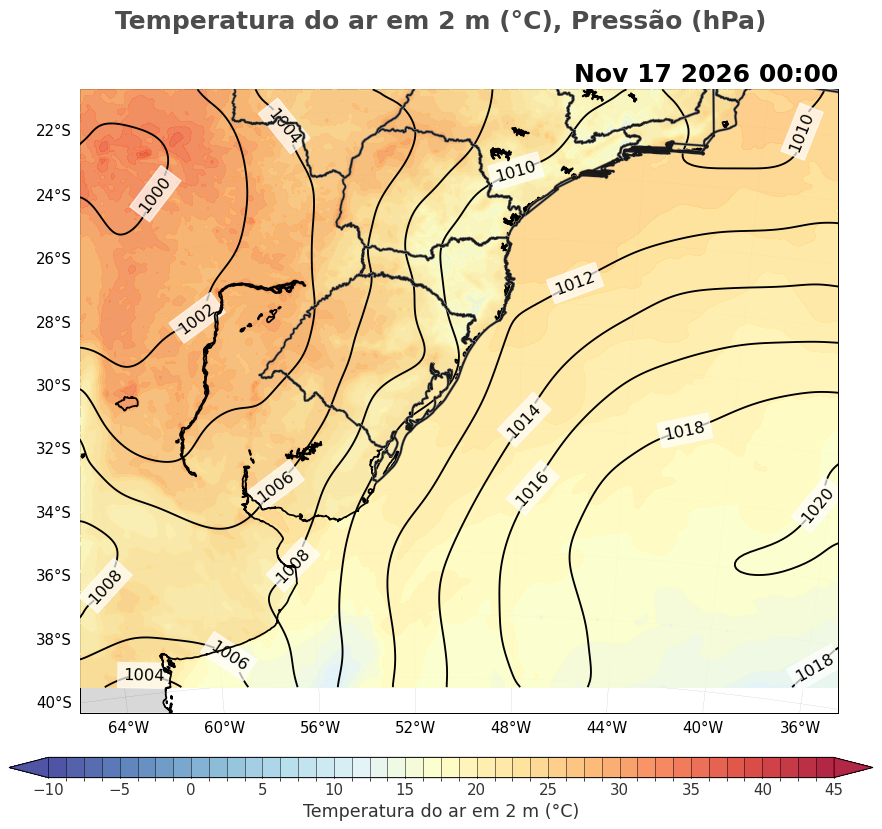 Temperatura do ar em 2 m (°C), Pressão (hPa)
Nov 17 2026 00:00
22°S
24°S
26°S
28°S
30°S
32°S
34°S
36°S
38°S
40°S
1004
1010
1010
1000
1012
1002
1014
1018
1006
1016
1020
1008
1008
1006
1004
1018
64°W
60°W
56°W
52°W
48°W
44°W
40°W
36°W
−10
−5
0
5
10
15
20
25
30
35
40
45
Temperatura do ar em 2 m (°C)